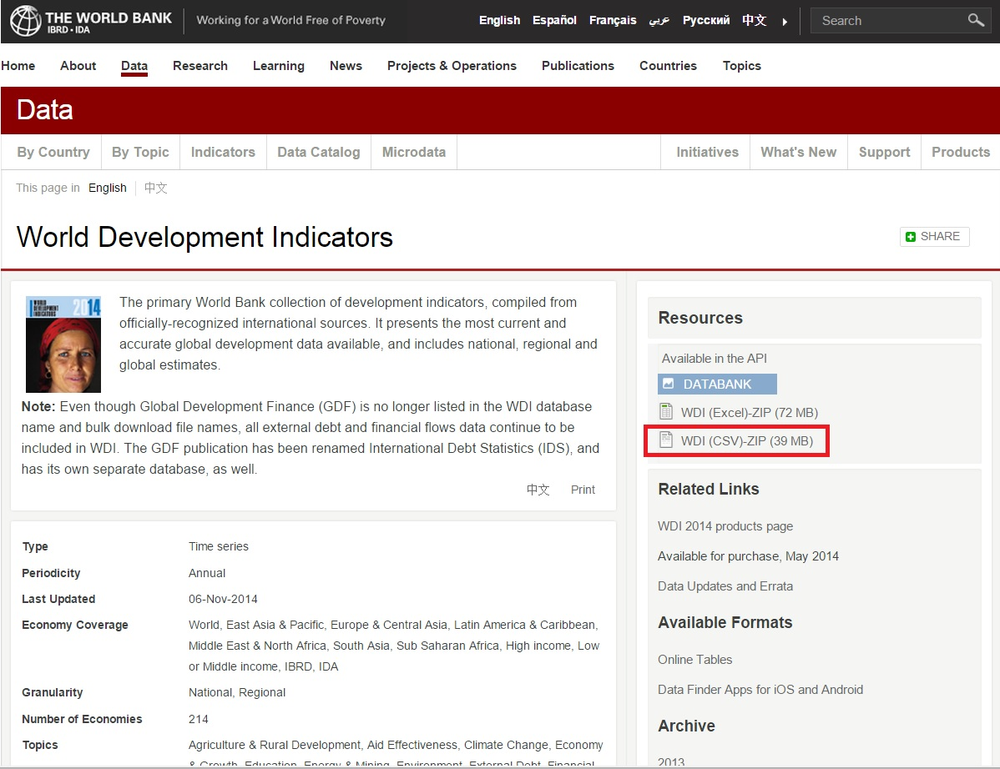 THE WORLD BANK
IBRD • IDA
Working for a World Free of Poverty
English Español Français عربي Русский 中文
Search
Home About Data Research Learning News Projects & Operations Publications Countries Topics
Data
By Country By Topic Indicators Data Catalog Microdata Initiatives What's New Support Products
This page in English 中文
World Development Indicators
SHARE
WORLD DEVELOPMENT INDICATORS 2014
The primary World Bank collection of development indicators, compiled from
officially-recognized international sources. It presents the most current and
accurate global development data available, and includes national, regional and
global estimates.
Note: Even though Global Development Finance (GDF) is no longer listed in the WDI database
name and bulk download file names, all external debt and financial flows data continue to be
included in WDI. The GDF publication has been renamed International Debt Statistics (IDS), and
has its own separate database, as well.
中文 Print
Type Time series
Periodicity Annual
Last Updated 06-Nov-2014
Economy Coverage World, East Asia & Pacific, Europe & Central Asia, Latin America & Caribbean,
Middle East & North Africa, South Asia, Sub Saharan Africa, High income, Low
or Middle income, IBRD, IDA
Granularity National, Regional
Number of Economies 214
Topics Agriculture & Rural Development, Aid Effectiveness, Climate Change, Economy
& Growth, Education, Energy & Mining, Environment, External Debt, Financial
Resources
Available in the API
DATABANK
WDI (Excel)-ZIP (72 MB)
WDI (CSV)-ZIP (39 MB)
Related Links
WDI 2014 products page
Available for purchase, May 2014
Data Updates and Errata
Available Formats
Online Tables
Data Finder Apps for iOS and Android
Archive
2013